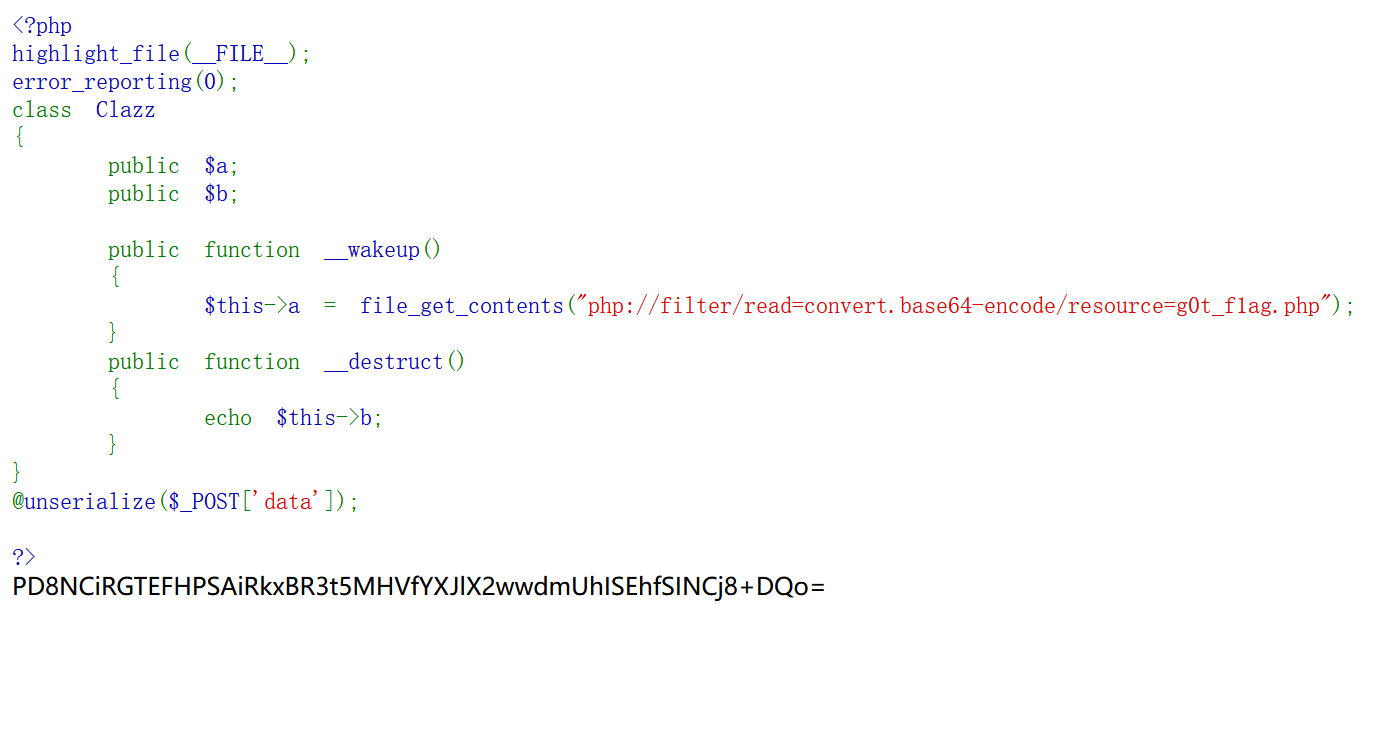 <?php
highlight_file(__FILE__);
error_reporting(0);
class Clazz
{
public $a;
public $b;
public function __wakeup()
{
$this->a = file_get_contents("php://filter/read=convert.base64-encode/resource=g0t_f1ag.php");
}
public function __destruct()
{
echo $this->b;
}
}
@unserialize($_POST['data']);
?>
PD8NCiRGTEFHPSAiRkxBR3t5MHVfYXJlX2wwdmUhISEhfSINCj8+DQo=